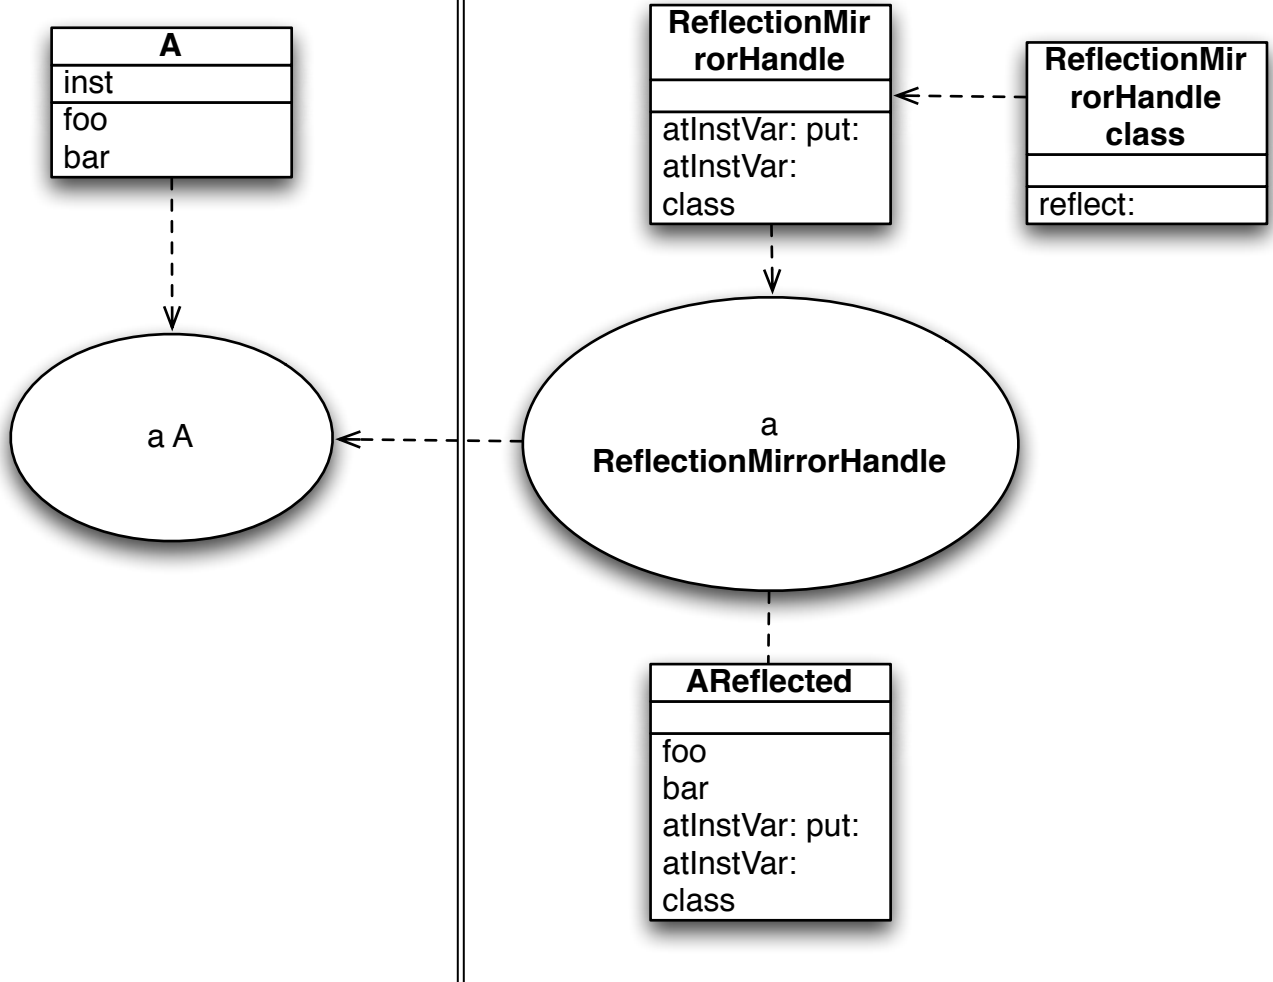 A
inst
foo
bar
a A
ReflectionMir
rorHandle
atInstVar: put:
atInstVar:
class
ReflectionMir
rorHandle
class
reflect:
a
ReflectionMirrorHandle
AReflected
foo
bar
atInstVar: put:
atInstVar:
class